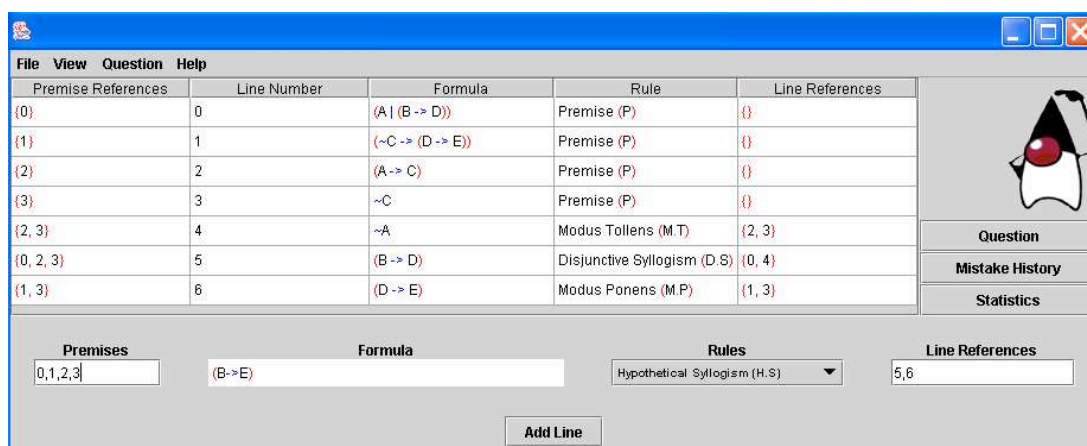 File View Question Help
Premise References Line Number Formula Rule Line References
{0} 0 (A | (B -> D)) Premise (P) {}
{1} 1 (~C -> (D -> E)) Premise (P) {}
{2} 2 (A -> C) Premise (P) {}
{3} 3 ~C Premise (P) {}
{2, 3} 4 ~A Modus Tollens (M.T) {2, 3}
{0, 2, 3} 5 (B -> D) Disjunctive Syllogism (D.S) {0, 4}
{1, 3} 6 (D -> E) Modus Ponens (M.P) {1, 3}
Question
Mistake History
Statistics
Premises Formula Rules Line References
0,1,2,3 (B->E) Hypothetical Syllogism (H.S) 5,6
Add Line